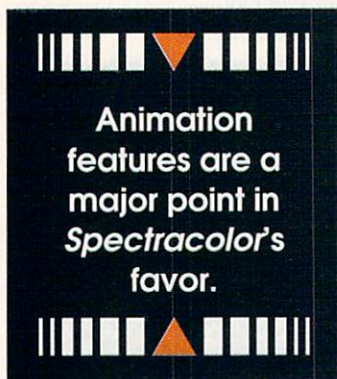 Animation
features are a
major point in
Spectracolor's
favor.